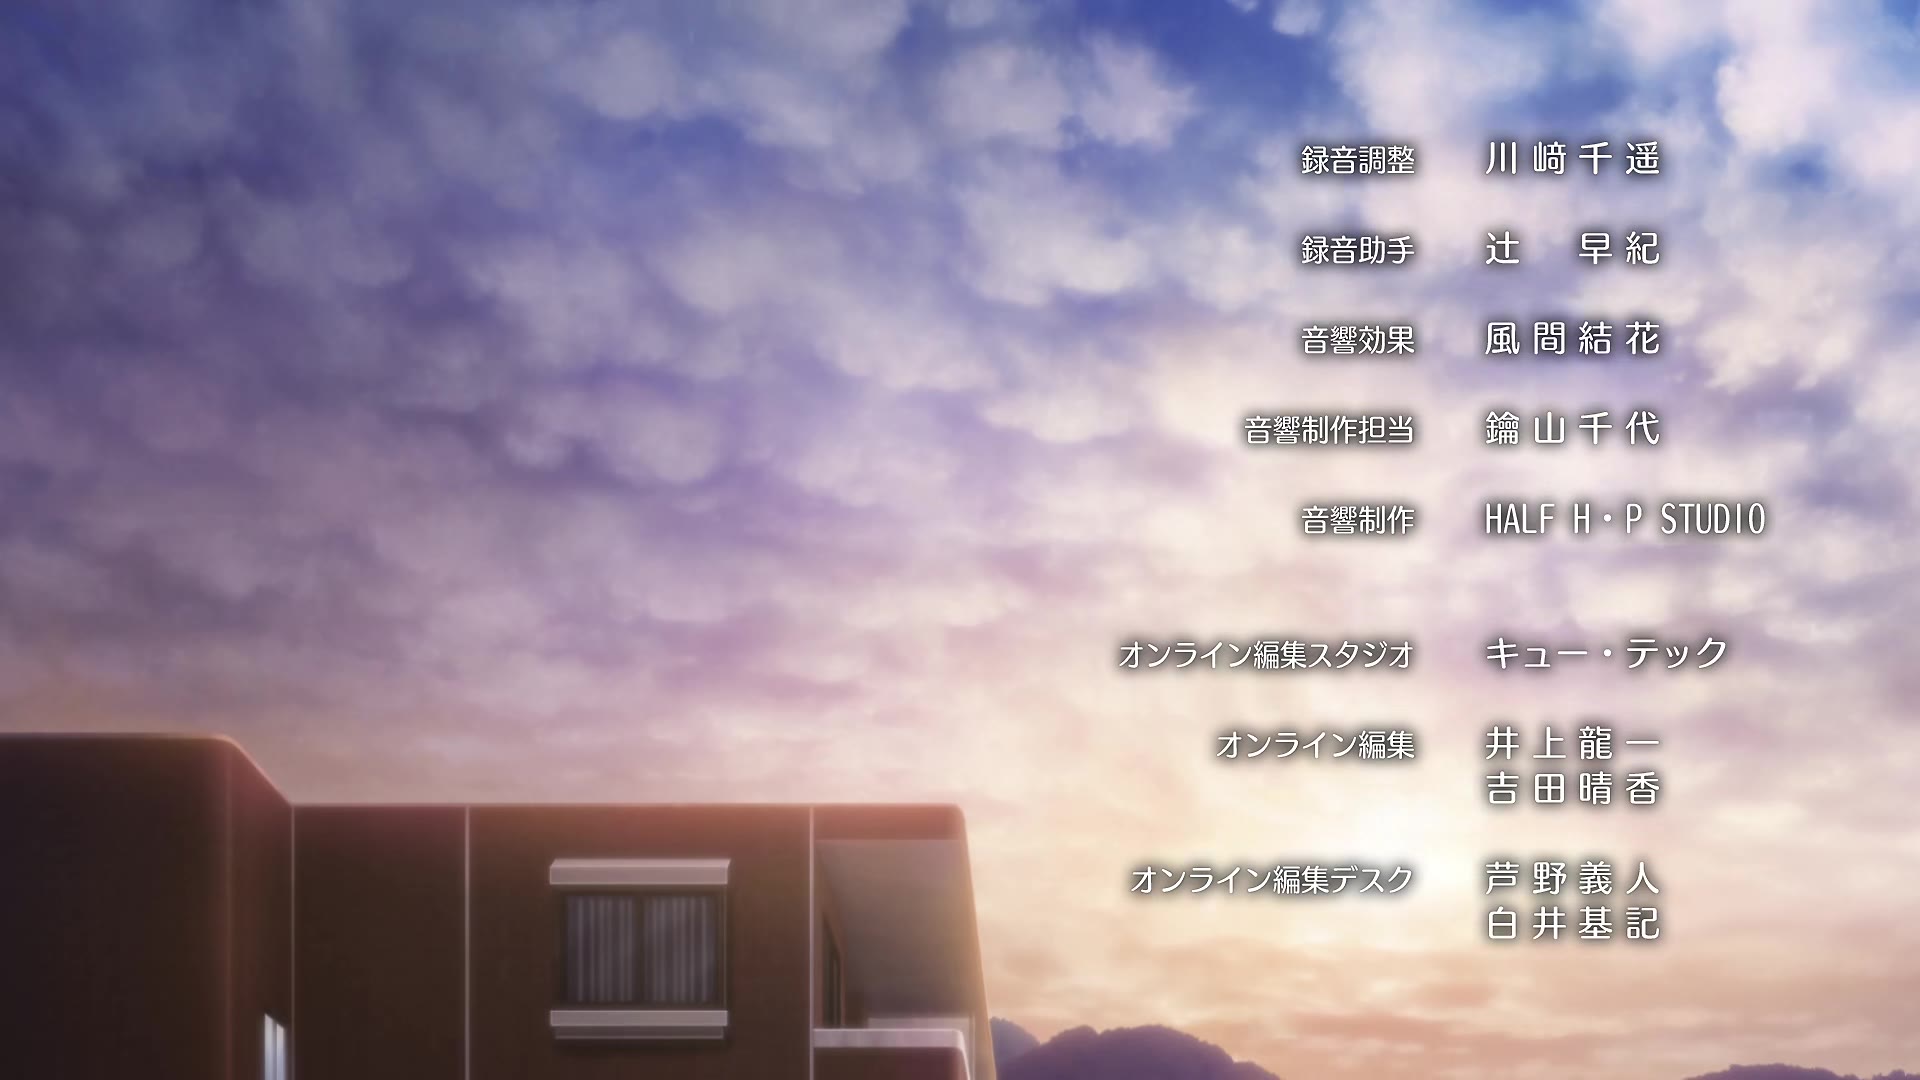 録音調整 川﨑千遥
録音助手 辻 早紀
音響効果 風間結花
音響制作担当 鑰山千代
音響制作 HALF H・P STUDIO
オンライン編集スタジオ キュー・テック
オンライン編集 井上龍一
吉田晴香
オンライン編集デスク 芦野義人
白井基記